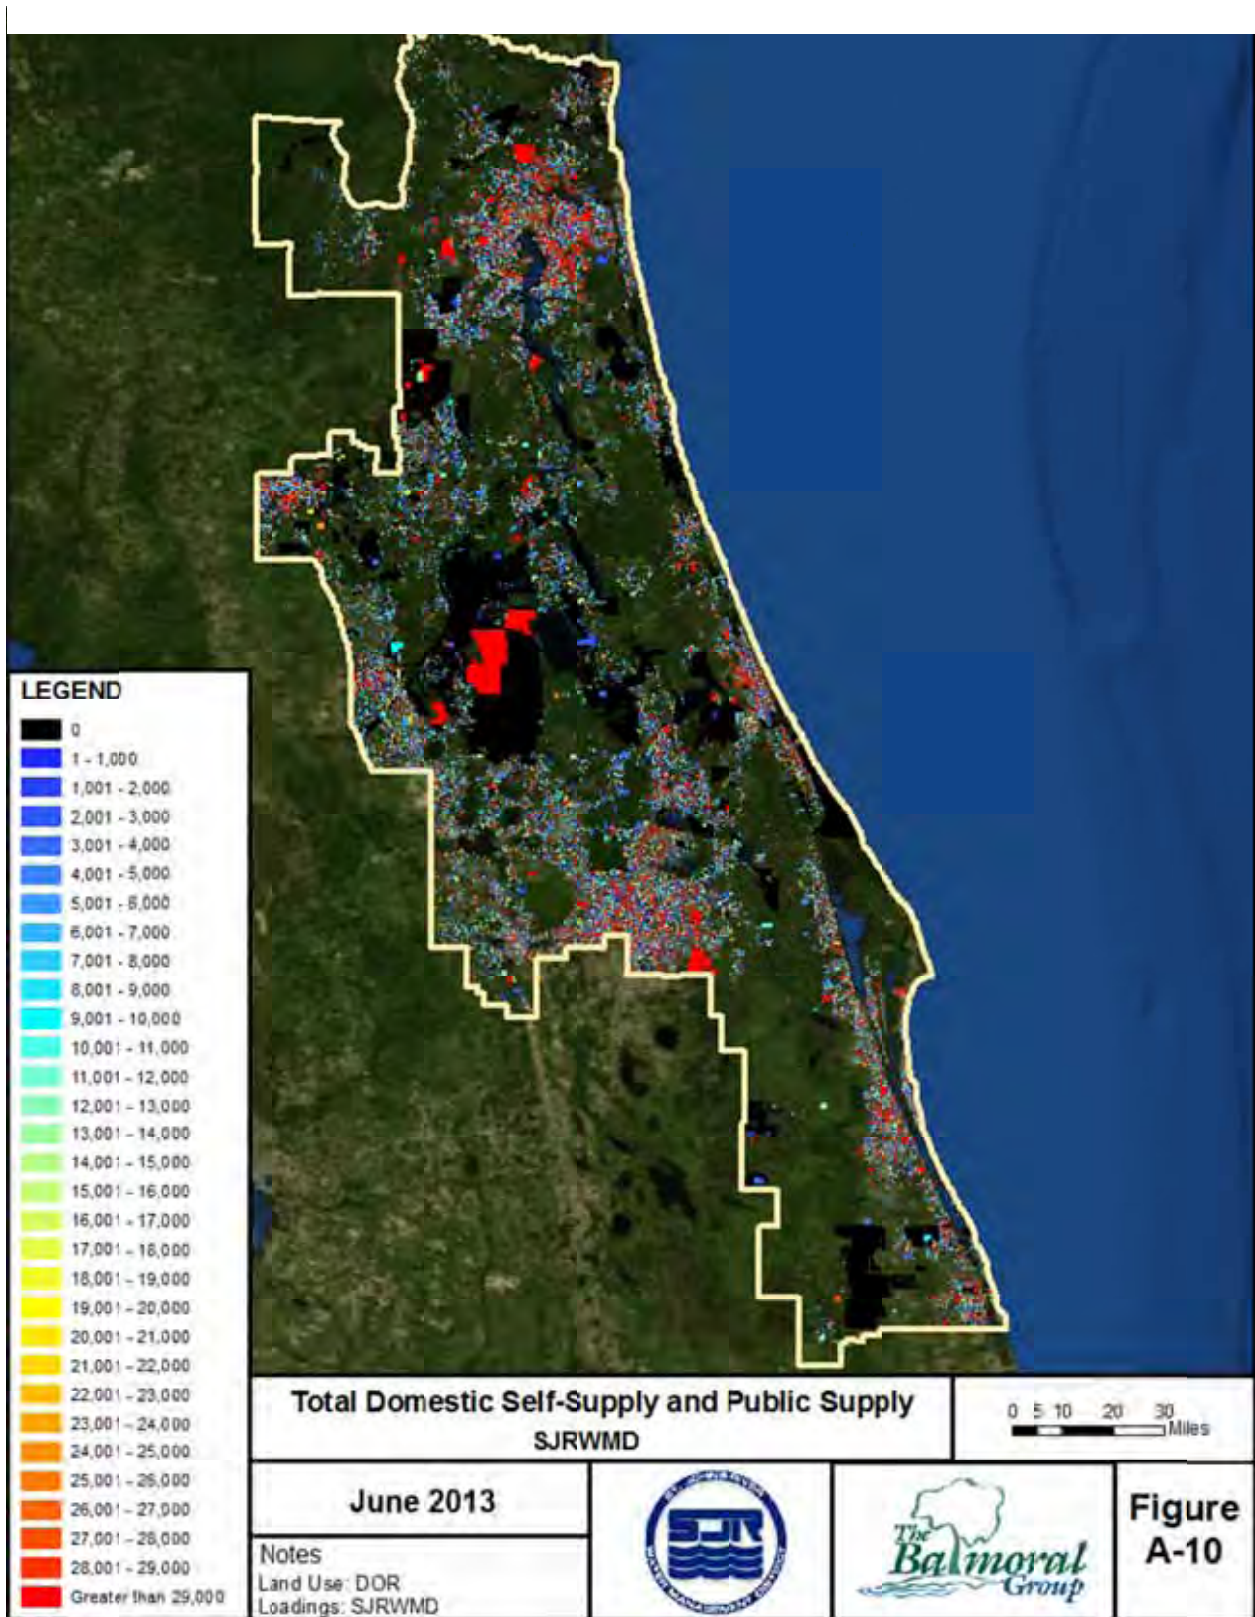 LEGEND
0
1 - 1,000
1,001 - 2,000
2,001 - 3,000
3,001 - 4,000
4,001 - 5,000
5,001 - 6,000
6,001 - 7,000
7,001 - 8,000
8,001 - 9,000
9,001 - 10,000
10,001 - 11,000
11,001 - 12,000
12,001 - 13,000
13,001 - 14,000
14,001 - 15,000
15,001 - 16,000
16,001 - 17,000
17,001 - 18,000
18,001 - 19,000
19,001 - 20,000
20,001 - 21,000
21,001 - 22,000
22,001 - 23,000
23,001 - 24,000
24,001 - 25,000
25,001 - 26,000
26,001 - 27,000
27,001 - 28,000
28,001 - 29,000
Greater than 29,000
Total Domestic Self-Supply and Public Supply
SJRWMD
0 5 10 20 30
Miles
June 2013
Notes
Land Use: DOR
Loadings: SJRWMD
ST. JOHNS RIVER
SJR
WATER MANAGEMENT DISTRICT
The
Balmoral
Group
Figure
A-10